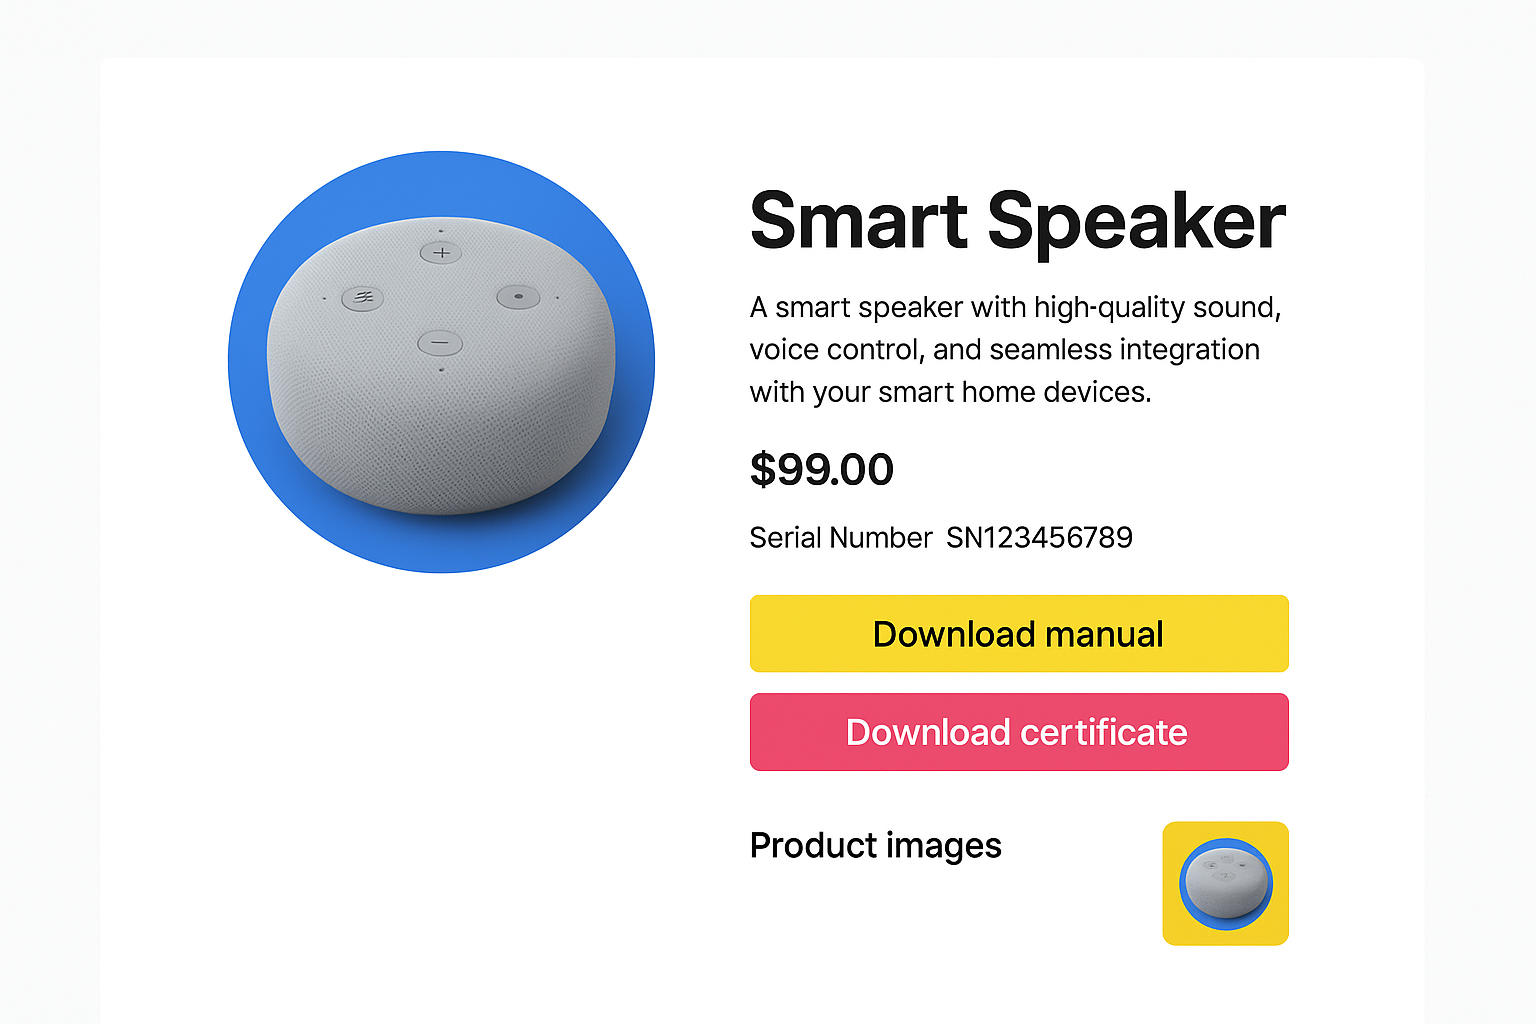 Smart Speaker
A smart speaker with high-quality sound,
voice control, and seamless integration
with your smart home devices.
$99.00
Serial Number SN123456789
Download manual
Download certificate
Product images